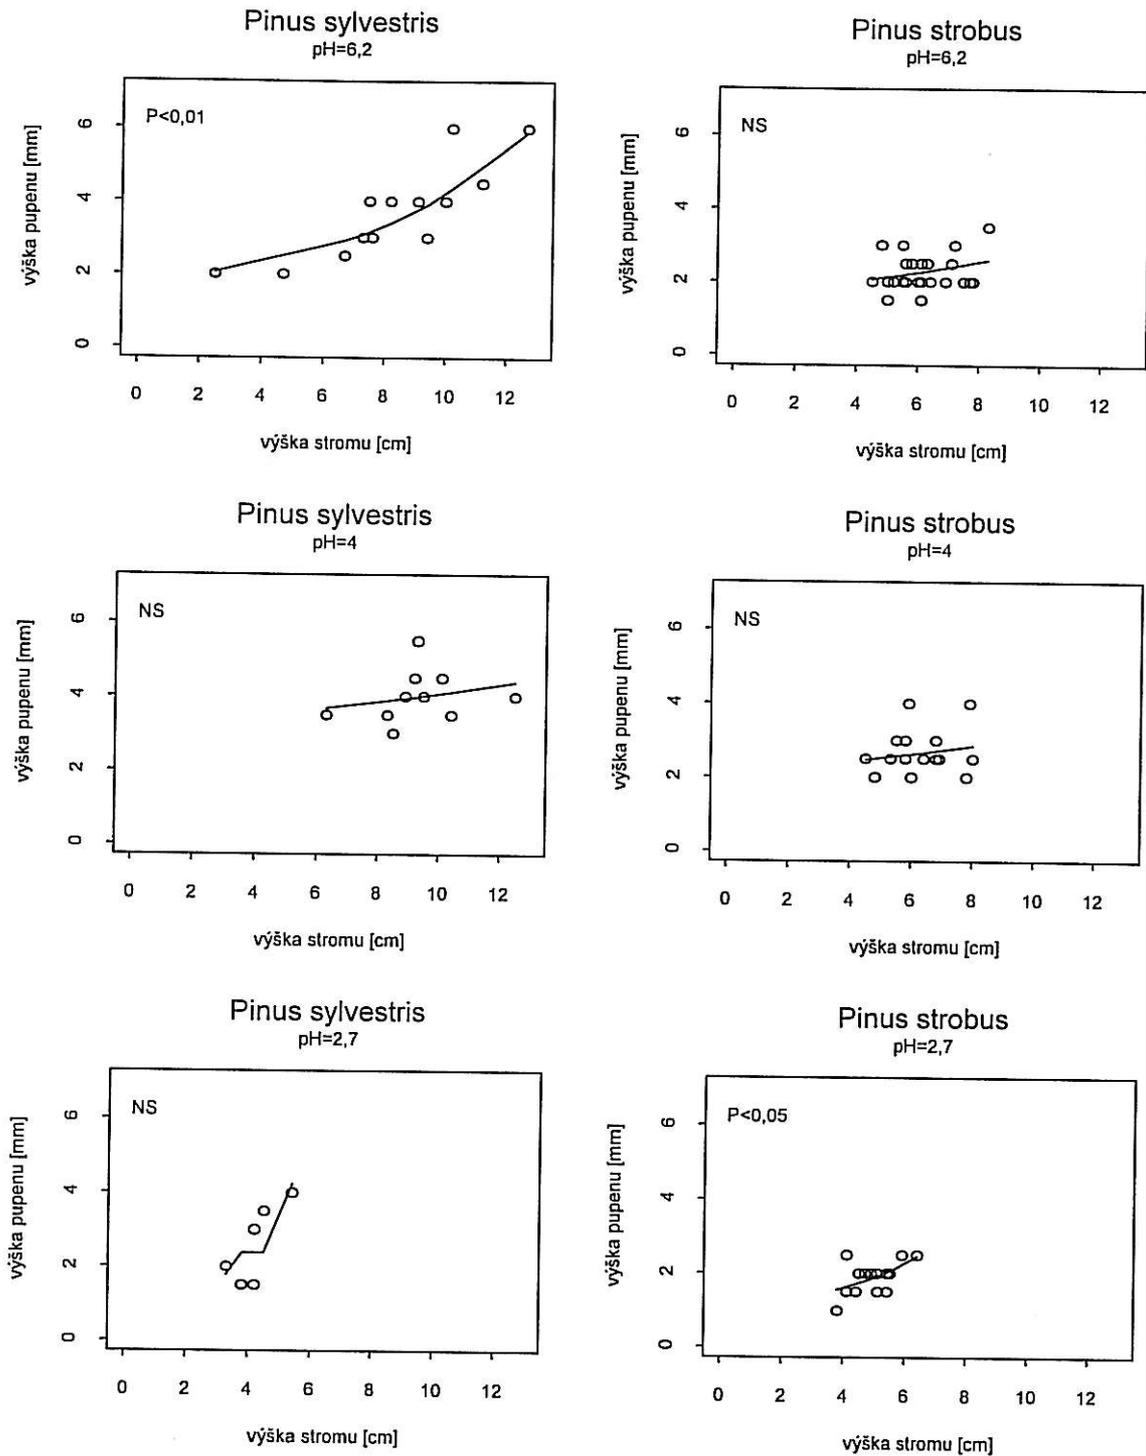 Pinus sylvestris
pH=6,2
P<0,01
výška pupenu [mm]
6
4
2
0
0 2 4 6 8 10 12
výška stromu [cm]
Pinus strobus
pH=6,2
NS
výška pupenu [mm]
6
4
2
0
0 2 4 6 8 10 12
výška stromu [cm]
Pinus sylvestris
pH=4
NS
výška pupenu [mm]
6
4
2
0
0 2 4 6 8 10 12
výška stromu [cm]
Pinus strobus
pH=4
NS
výška pupenu [mm]
6
4
2
0
0 2 4 6 8 10 12
výška stromu [cm]
Pinus sylvestris
pH=2,7
NS
výška pupenu [mm]
6
4
2
0
0 2 4 6 8 10 12
výška stromu [cm]
Pinus strobus
pH=2,7
P<0,05
výška pupenu [mm]
6
4
2
0
0 2 4 6 8 10 12
výška stromu [cm]